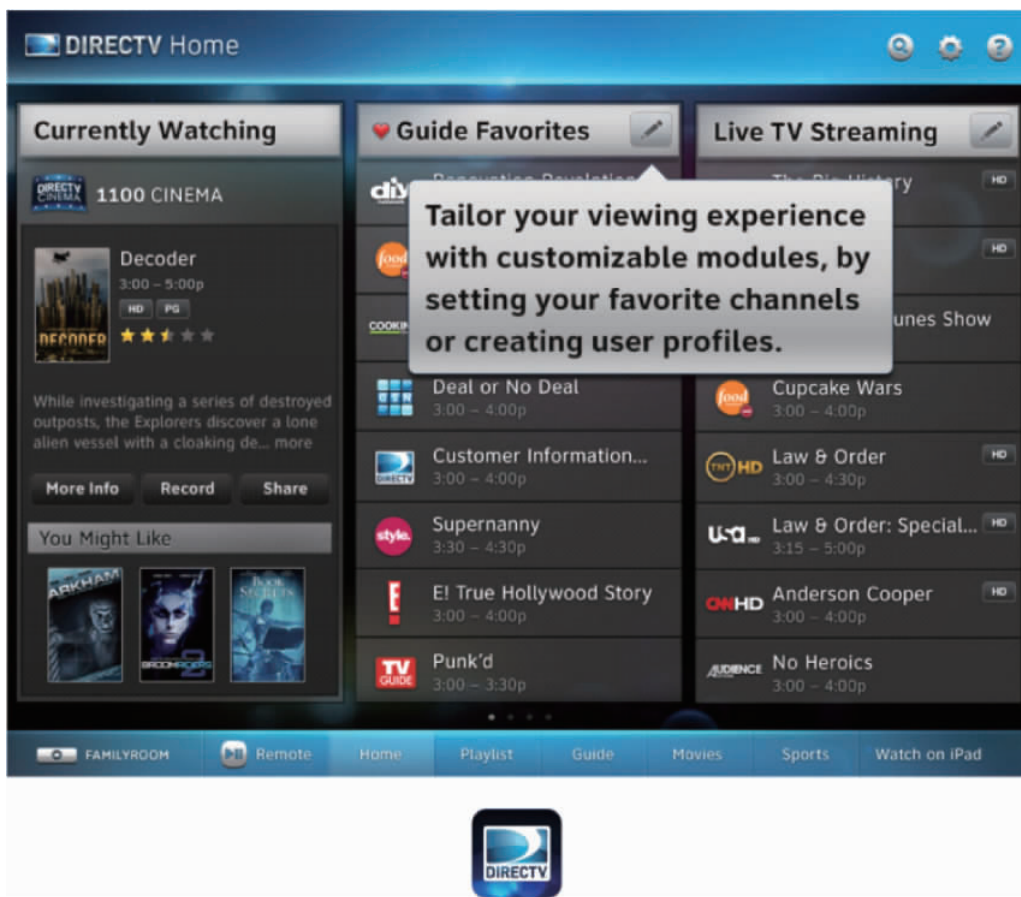 DIRECTV Home
Currently Watching
DIRECTV
CINEMA
1100 CINEMA
Decoder
3:00 – 5:00p
HD PG
DECODER
While investigating a series of destroyed
outposts, the Explorers discover a lone
alien vessel with a cloaking de... more
More Info Record Share
You Might Like
ARKHAM
BROOMRIDERS 2
BOOK
SECRETS
Guide Favorites
diy
Tailor your viewing experience
with customizable modules, by
setting your favorite channels
or creating user profiles.
food
Deal or No Deal
3:00 – 4:00p
DIRECTV
Customer Information...
3:00 – 4:00p
style.
Supernanny
3:30 – 4:30p
E!
E! True Hollywood Story
3:00 – 4:00p
TV
GUIDE
Punk'd
3:00 – 3:30p
Live TV Streaming
HD
HD
unes Show
food
Cupcake Wars
3:00 – 4:00p
TNT HD
Law & Order
HD
3:00 – 4:30p
USA HD
Law & Order: Special...
HD
3:15 – 5:00p
CNN HD
Anderson Cooper
HD
3:00 – 4:00p
AUDIENCE
No Heroics
3:00 – 4:00p
FAMILYROOM Remote Home Playlist Guide Movies Sports Watch on iPad
DIRECTV